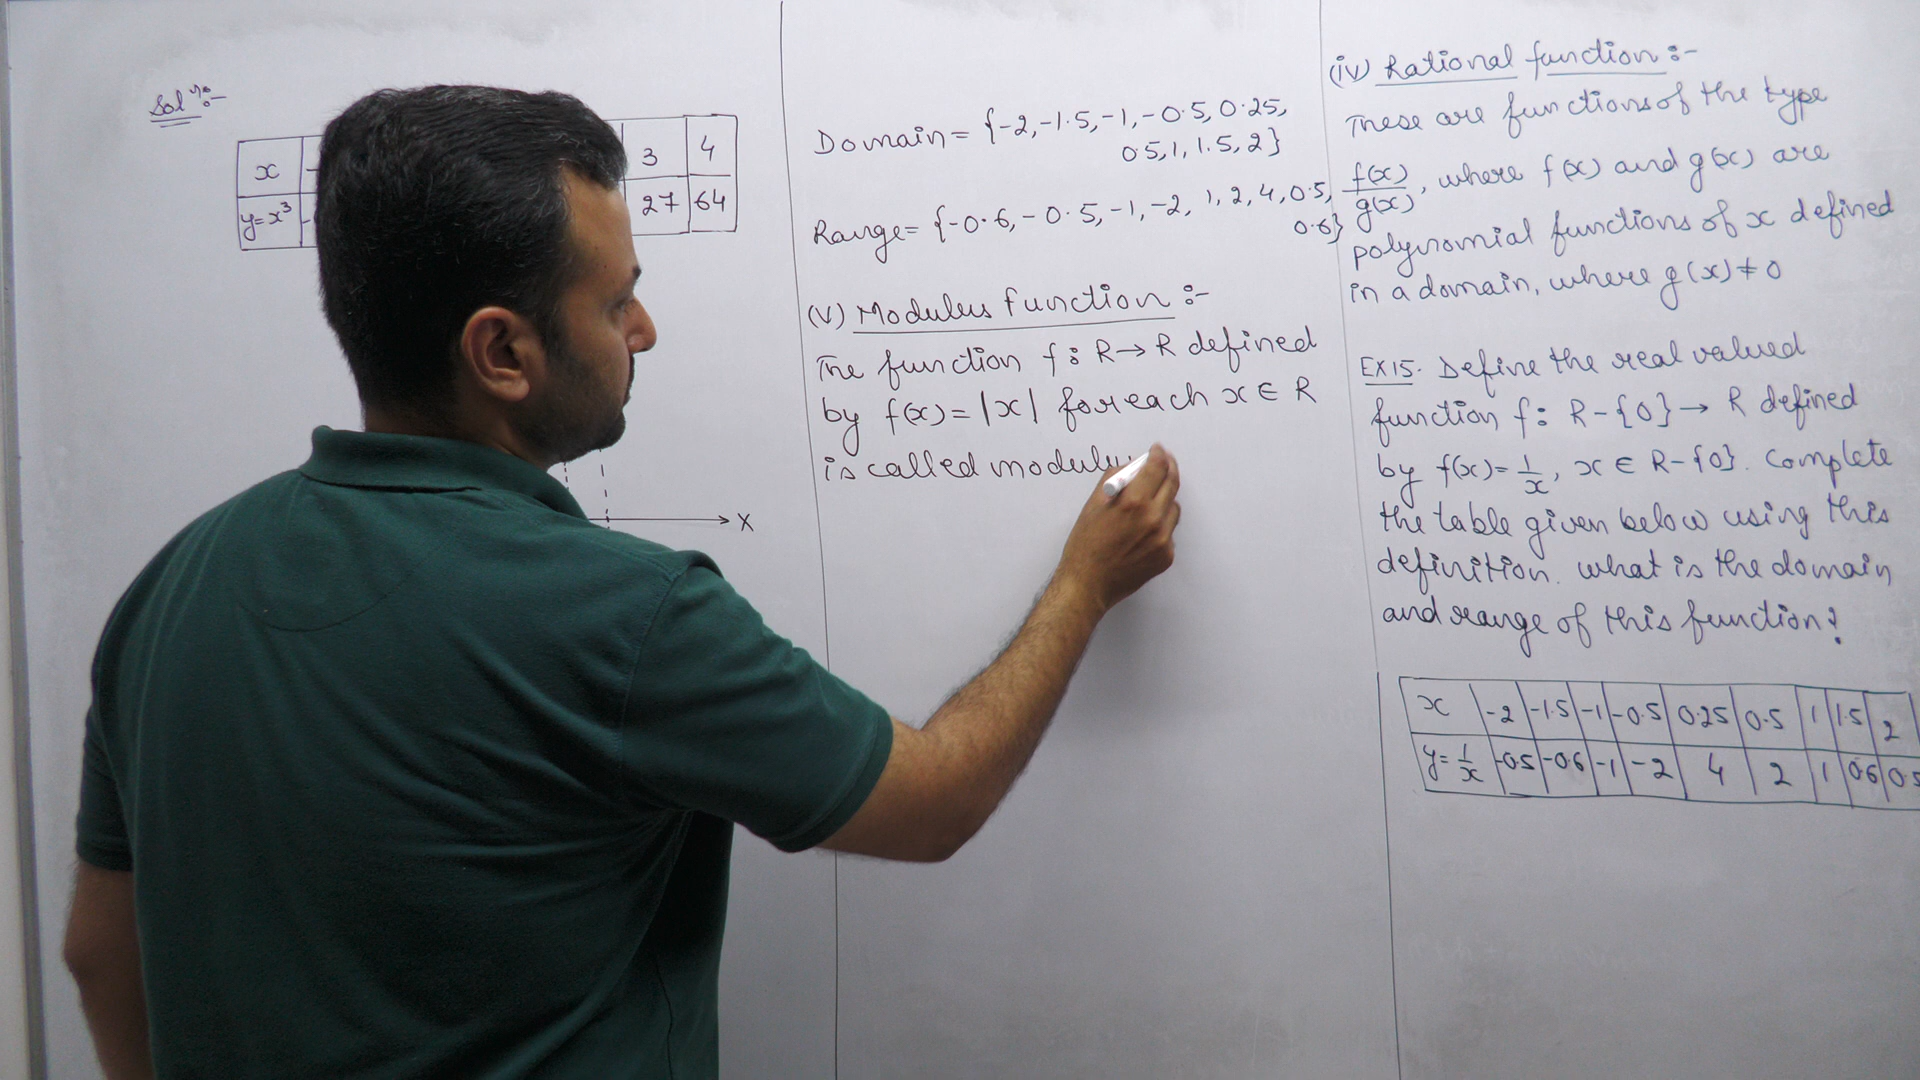 Solⁿ:-
x - 3 4
y=x³ - 27 64
X
Domain= {-2,-1.5,-1,-0.5,0.25,
0.5,1,1.5,2}
Range= {-0.6,-0.5,-1,-2, 1,2,4,0.5,
0.6}
(v) Modulus function :-
The function f: R→R defined
by f(x)=|x| foreach x∈R
is called modulu
(iv) Rational function:-
These are functions of the type
f(x)/g(x), where f(x) and g(x) are
polynomial functions of x defined
in a domain, where g(x)≠0
EX15. Define the real valued
function f: R-{0}→ R defined
by f(x)=1/x, x∈R-{0}. Complete
the table given below using this
definition. what is the domain
and range of this function?
x -2 -1.5 -1 -0.5 0.25 0.5 1 1.5 2
y=1/x -0.5 -0.6 -1 -2 4 2 1 0.6 0.5